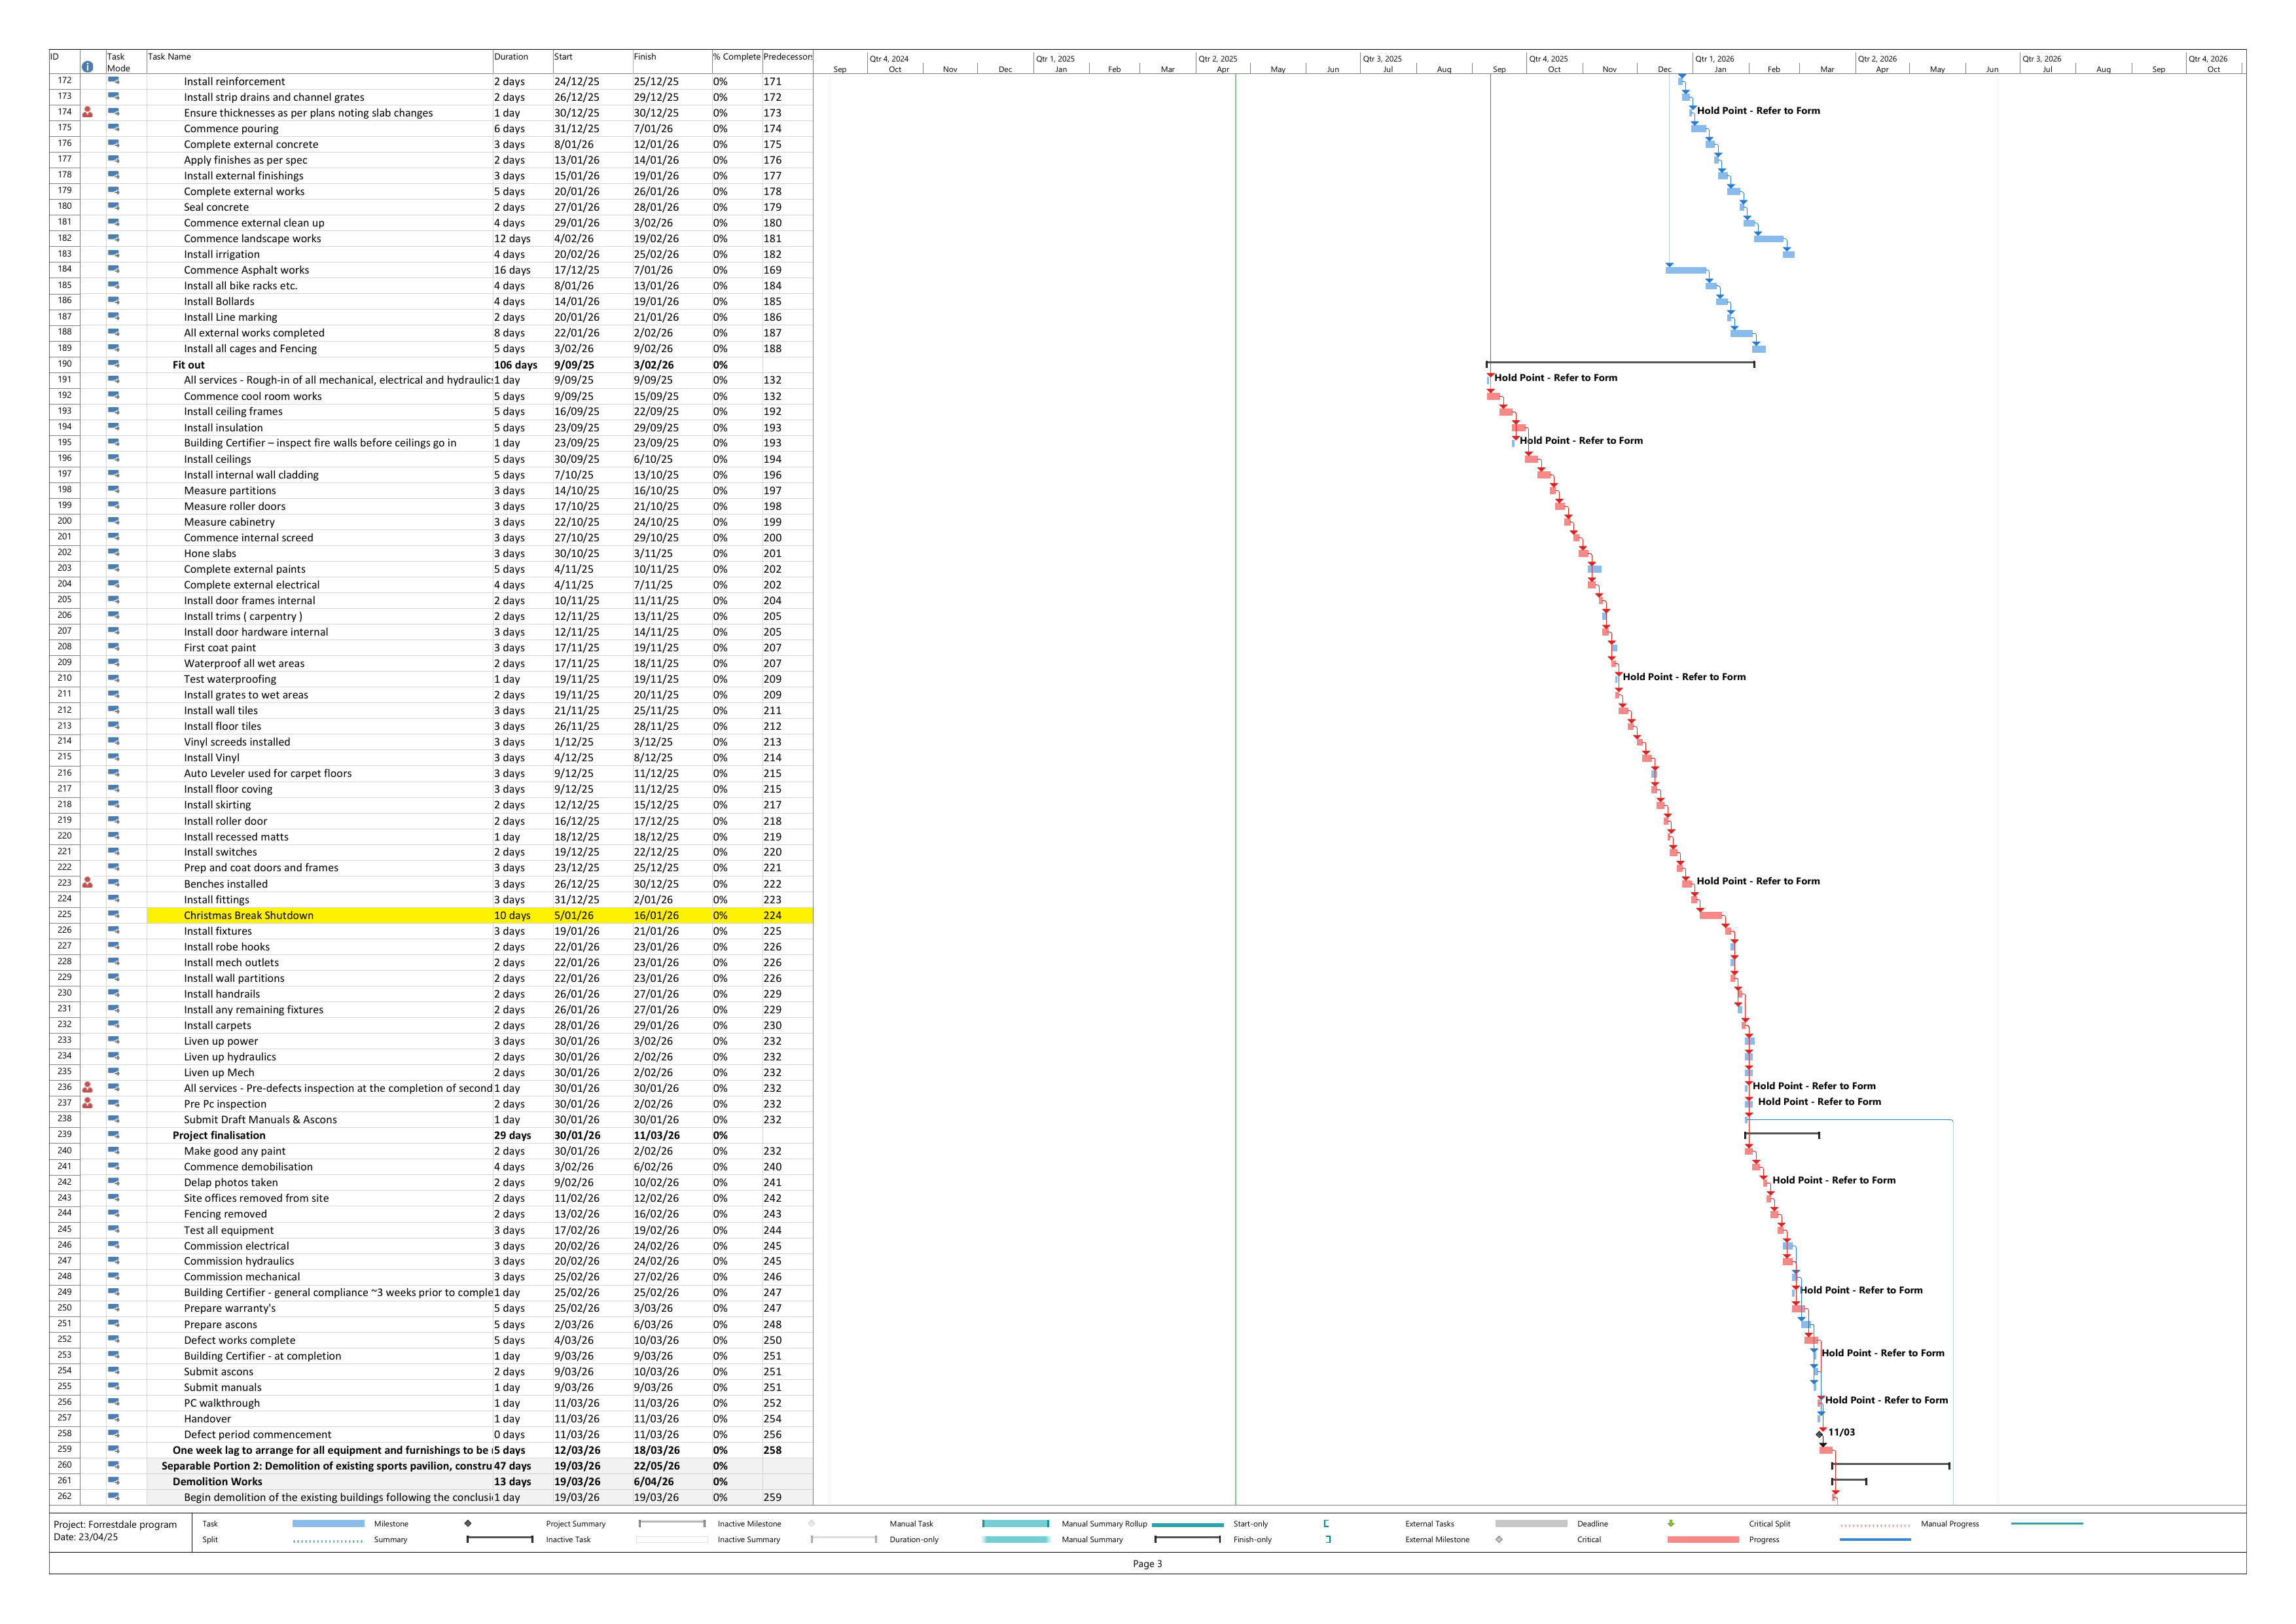 ID Task Mode Task Name Duration Start Finish % Complete Predecessors
Qtr 4, 2024 Qtr 1, 2025 Qtr 2, 2025 Qtr 3, 2025 Qtr 4, 2025 Qtr 1, 2026 Qtr 2, 2026 Qtr 3, 2026 Qtr 4, 2026
Sep Oct Nov Dec Jan Feb Mar Apr May Jun Jul Aug Sep Oct Nov Dec Jan Feb Mar Apr May Jun Jul Aug Sep Oct
172 Install reinforcement 2 days 24/12/25 25/12/25 0% 171
173 Install strip drains and channel grates 2 days 26/12/25 29/12/25 0% 172
174 Ensure thicknesses as per plans noting slab changes 1 day 30/12/25 30/12/25 0% 173 Hold Point - Refer to Form
175 Commence pouring 6 days 31/12/25 7/01/26 0% 174
176 Complete external concrete 3 days 8/01/26 12/01/26 0% 175
177 Apply finishes as per spec 2 days 13/01/26 14/01/26 0% 176
178 Install external finishings 3 days 15/01/26 19/01/26 0% 177
179 Complete external works 5 days 20/01/26 26/01/26 0% 178
180 Seal concrete 2 days 27/01/26 28/01/26 0% 179
181 Commence external clean up 4 days 29/01/26 3/02/26 0% 180
182 Commence landscape works 12 days 4/02/26 19/02/26 0% 181
183 Install irrigation 4 days 20/02/26 25/02/26 0% 182
184 Commence Asphalt works 16 days 17/12/25 7/01/26 0% 169
185 Install all bike racks etc. 4 days 8/01/26 13/01/26 0% 184
186 Install Bollards 4 days 14/01/26 19/01/26 0% 185
187 Install Line marking 2 days 20/01/26 21/01/26 0% 186
188 All external works completed 8 days 22/01/26 2/02/26 0% 187
189 Install all cages and Fencing 5 days 3/02/26 9/02/26 0% 188
190 Fit out 106 days 9/09/25 3/02/26 0%
191 All services - Rough-in of all mechanical, electrical and hydraulic: 1 day 9/09/25 9/09/25 0% 132 Hold Point - Refer to Form
192 Commence cool room works 5 days 9/09/25 15/09/25 0% 132
193 Install ceiling frames 5 days 16/09/25 22/09/25 0% 192
194 Install insulation 5 days 23/09/25 29/09/25 0% 193
195 Building Certifier – inspect fire walls before ceilings go in 1 day 23/09/25 23/09/25 0% 193 Hold Point - Refer to Form
196 Install ceilings 5 days 30/09/25 6/10/25 0% 194
197 Install internal wall cladding 5 days 7/10/25 13/10/25 0% 196
198 Measure partitions 3 days 14/10/25 16/10/25 0% 197
199 Measure roller doors 3 days 17/10/25 21/10/25 0% 198
200 Measure cabinetry 3 days 22/10/25 24/10/25 0% 199
201 Commence internal screed 3 days 27/10/25 29/10/25 0% 200
202 Hone slabs 3 days 30/10/25 3/11/25 0% 201
203 Complete external paints 5 days 4/11/25 10/11/25 0% 202
204 Complete external electrical 4 days 4/11/25 7/11/25 0% 202
205 Install door frames internal 2 days 10/11/25 11/11/25 0% 204
206 Install trims ( carpentry ) 2 days 12/11/25 13/11/25 0% 205
207 Install door hardware internal 3 days 12/11/25 14/11/25 0% 205
208 First coat paint 3 days 17/11/25 19/11/25 0% 207
209 Waterproof all wet areas 2 days 17/11/25 18/11/25 0% 207
210 Test waterproofing 1 day 19/11/25 19/11/25 0% 209 Hold Point - Refer to Form
211 Install grates to wet areas 2 days 19/11/25 20/11/25 0% 209
212 Install wall tiles 3 days 21/11/25 25/11/25 0% 211
213 Install floor tiles 3 days 26/11/25 28/11/25 0% 212
214 Vinyl screeds installed 3 days 1/12/25 3/12/25 0% 213
215 Install Vinyl 3 days 4/12/25 8/12/25 0% 214
216 Auto Leveler used for carpet floors 3 days 9/12/25 11/12/25 0% 215
217 Install floor coving 3 days 9/12/25 11/12/25 0% 215
218 Install skirting 2 days 12/12/25 15/12/25 0% 217
219 Install roller door 2 days 16/12/25 17/12/25 0% 218
220 Install recessed matts 1 day 18/12/25 18/12/25 0% 219
221 Install switches 2 days 19/12/25 22/12/25 0% 220
222 Prep and coat doors and frames 3 days 23/12/25 25/12/25 0% 221
223 Benches installed 3 days 26/12/25 30/12/25 0% 222 Hold Point - Refer to Form
224 Install fittings 3 days 31/12/25 2/01/26 0% 223
225 Christmas Break Shutdown 10 days 5/01/26 16/01/26 0% 224
226 Install fixtures 3 days 19/01/26 21/01/26 0% 225
227 Install robe hooks 2 days 22/01/26 23/01/26 0% 226
228 Install mech outlets 2 days 22/01/26 23/01/26 0% 226
229 Install wall partitions 2 days 22/01/26 23/01/26 0% 226
230 Install handrails 2 days 26/01/26 27/01/26 0% 229
231 Install any remaining fixtures 2 days 26/01/26 27/01/26 0% 229
232 Install carpets 2 days 28/01/26 29/01/26 0% 230
233 Liven up power 3 days 30/01/26 3/02/26 0% 232
234 Liven up hydraulics 2 days 30/01/26 2/02/26 0% 232
235 Liven up Mech 2 days 30/01/26 2/02/26 0% 232
236 All services - Pre-defects inspection at the completion of second 1 day 30/01/26 30/01/26 0% 232 Hold Point - Refer to Form
237 Pre Pc inspection 2 days 30/01/26 2/02/26 0% 232 Hold Point - Refer to Form
238 Submit Draft Manuals & Ascons 1 day 30/01/26 30/01/26 0% 232
239 Project finalisation 29 days 30/01/26 11/03/26 0%
240 Make good any paint 2 days 30/01/26 2/02/26 0% 232
241 Commence demobilisation 4 days 3/02/26 6/02/26 0% 240
242 Delap photos taken 2 days 9/02/26 10/02/26 0% 241 Hold Point - Refer to Form
243 Site offices removed from site 2 days 11/02/26 12/02/26 0% 242
244 Fencing removed 2 days 13/02/26 16/02/26 0% 243
245 Test all equipment 3 days 17/02/26 19/02/26 0% 244
246 Commission electrical 3 days 20/02/26 24/02/26 0% 245
247 Commission hydraulics 3 days 20/02/26 24/02/26 0% 245
248 Commission mechanical 3 days 25/02/26 27/02/26 0% 246
249 Building Certifier - general compliance ~3 weeks prior to comple 1 day 25/02/26 25/02/26 0% 247 Hold Point - Refer to Form
250 Prepare warranty's 5 days 25/02/26 3/03/26 0% 247
251 Prepare ascons 5 days 2/03/26 6/03/26 0% 248
252 Defect works complete 5 days 4/03/26 10/03/26 0% 250
253 Building Certifier - at completion 1 day 9/03/26 9/03/26 0% 251 Hold Point - Refer to Form
254 Submit ascons 2 days 9/03/26 10/03/26 0% 251
255 Submit manuals 1 day 9/03/26 9/03/26 0% 251
256 PC walkthrough 1 day 11/03/26 11/03/26 0% 252 Hold Point - Refer to Form
257 Handover 1 day 11/03/26 11/03/26 0% 254
258 Defect period commencement 0 days 11/03/26 11/03/26 0% 256 11/03
259 One week lag to arrange for all equipment and furnishings to be 5 days 12/03/26 18/03/26 0% 258
260 Separable Portion 2: Demolition of existing sports pavilion, constru 47 days 19/03/26 22/05/26 0%
261 Demolition Works 13 days 19/03/26 6/04/26 0%
262 Begin demolition of the existing buildings following the conclusi 1 day 19/03/26 19/03/26 0% 259
Project: Forrestdale program
Date: 23/04/25
Task Milestone Project Summary Inactive Milestone Manual Task Manual Summary Rollup Start-only External Tasks Deadline Critical Split Manual Progress
Split Summary Inactive Task Inactive Summary Duration-only Manual Summary Finish-only External Milestone Critical Progress
Page 3